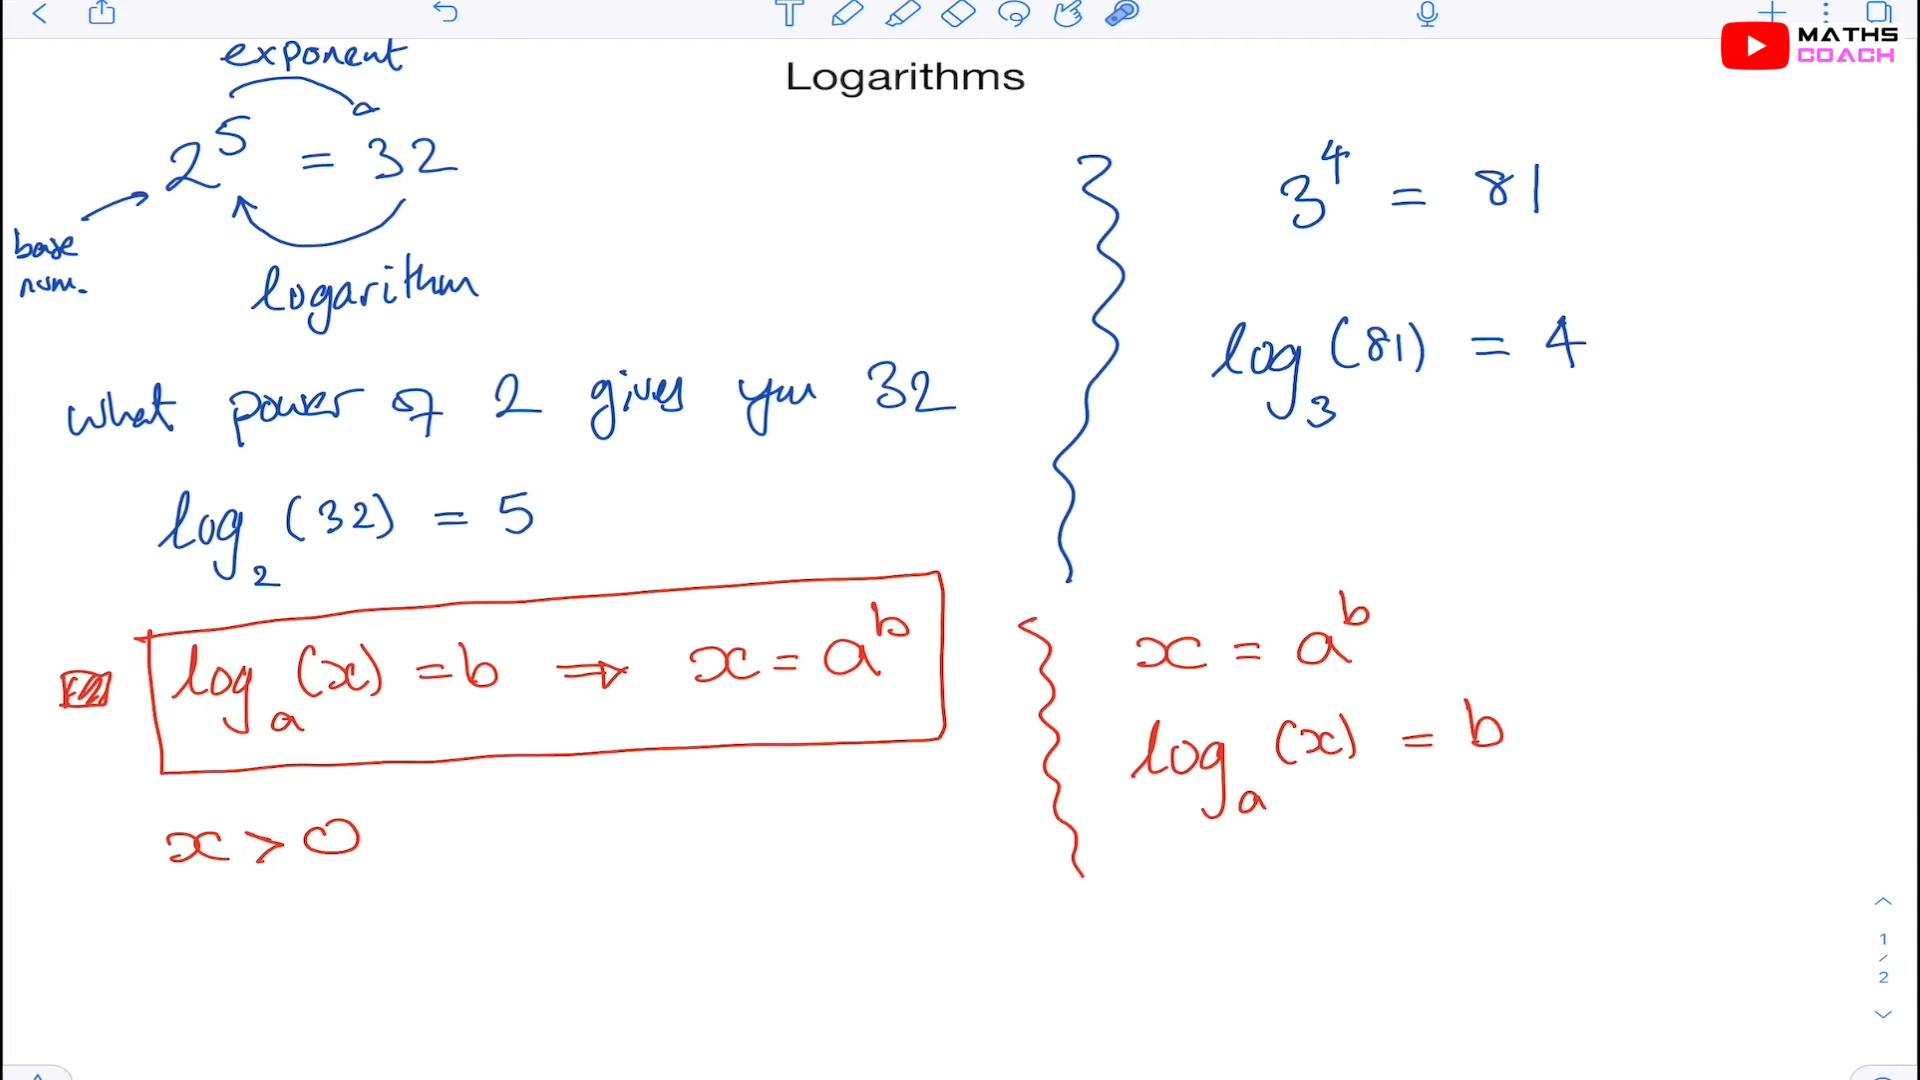 MATHS
COACH
Logarithms
exponent
2^5 = 32
base
num.
logarithm
what power of 2 gives you 32
log_2 (32) = 5
3^4 = 81
log_3 (81) = 4
log_a (x) = b ⇒ x = a^b
x > 0
x = a^b
log_a (x) = b
1
/
2